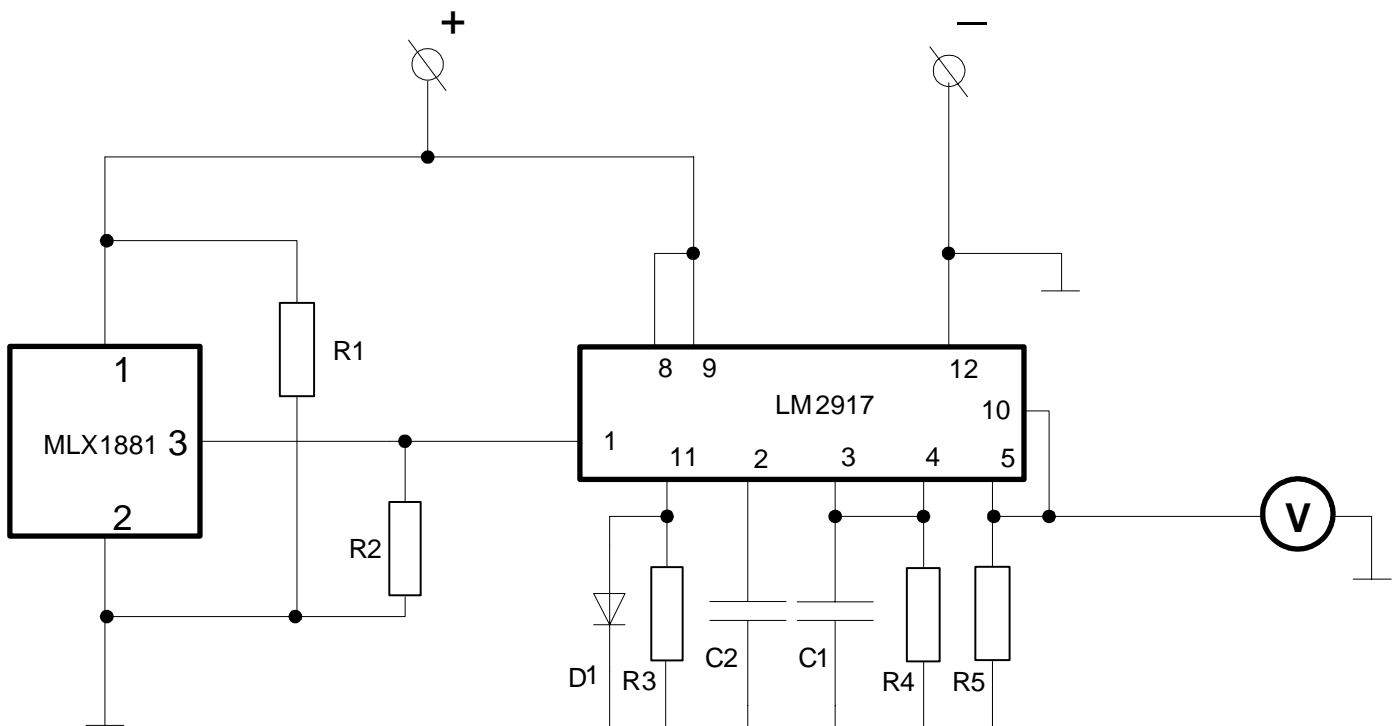 +
—
R1
1
MLX1881 3
2
R2
8 9 12
LM2917
10
1
11 2 3 4 5
V
D1 R3 C2 C1 R4 R5